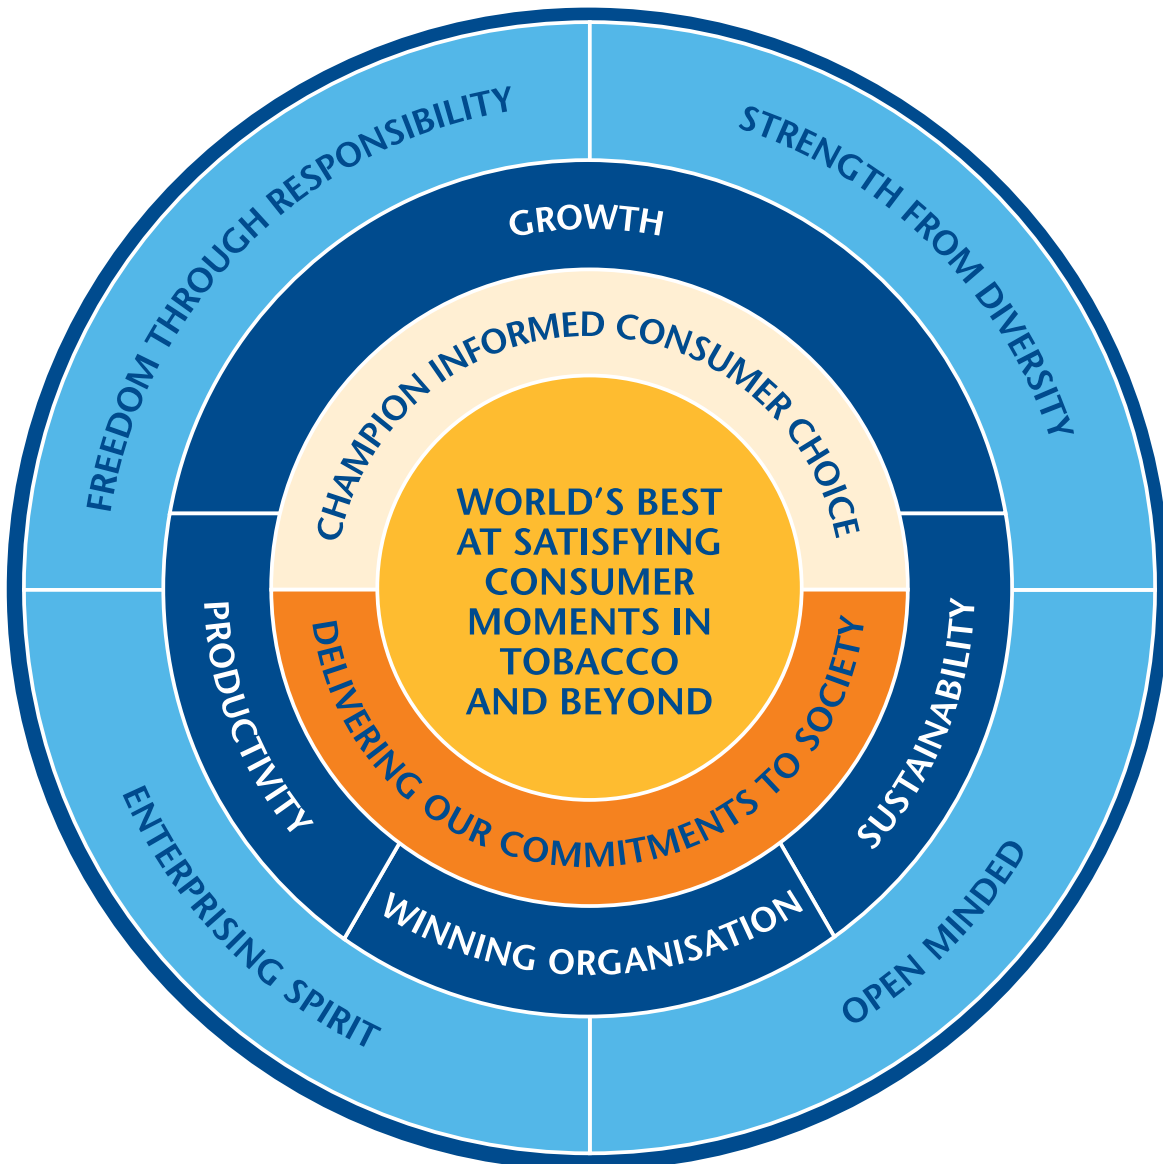 FREEDOM THROUGH RESPONSIBILITY
STRENGTH FROM DIVERSITY
GROWTH
CHAMPION INFORMED CONSUMER CHOICE
WORLD'S BEST
AT SATISFYING
CONSUMER
MOMENTS IN
TOBACCO
AND BEYOND
DELIVERING OUR COMMITMENTS TO SOCIETY
PRODUCTIVITY
WINNING ORGANISATION
SUSTAINABILITY
ENTERPRISING SPIRIT
OPEN MINDED